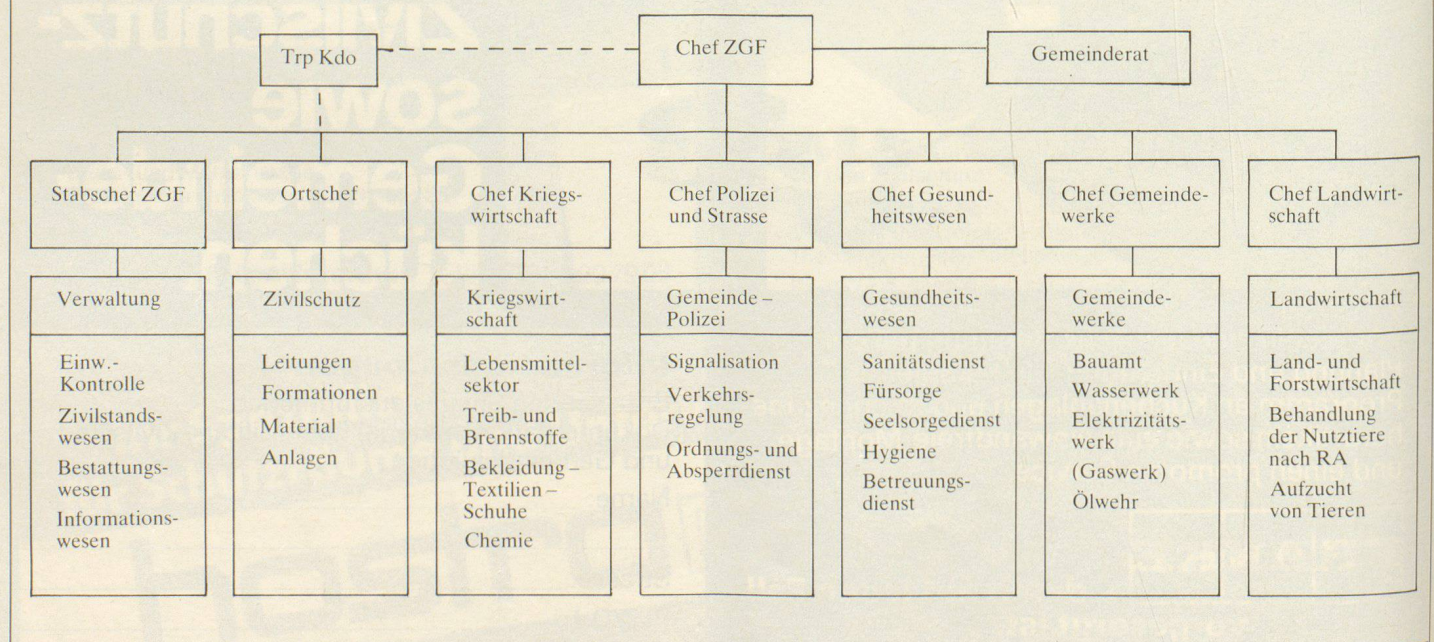 Trp Kdo
Chef ZGF
Gemeinderat
Stabschef ZGF
Ortschef
Chef Kriegs-
wirtschaft
Chef Polizei
und Strasse
Chef Gesund-
heitswesen
Chef Gemeinde-
werke
Chef Landwirt-
schaft
Verwaltung
Einw.-
Kontrolle
Zivilstands-
wesen
Bestattungs-
wesen
Informations-
wesen
Zivilschutz
Leitungen
Formationen
Material
Anlagen
Kriegswirt-
schaft
Lebensmittel-
sektor
Treib- und
Brennstoffe
Bekleidung –
Textilien –
Schuhe
Chemie
Gemeinde –
Polizei
Signalisation
Verkehrs-
regelung
Ordnungs- und
Absperrdienst
Gesundheits-
wesen
Sanitätsdienst
Fürsorge
Seelsorgedienst
Hygiene
Betreuungs-
dienst
Gemeinde-
werke
Bauamt
Wasserwerk
Elektrizitäts-
werk
(Gaswerk)
Ölwehr
Landwirtschaft
Land- und
Forstwirtschaft
Behandlung
der Nutztiere
nach RA
Aufzucht
von Tieren